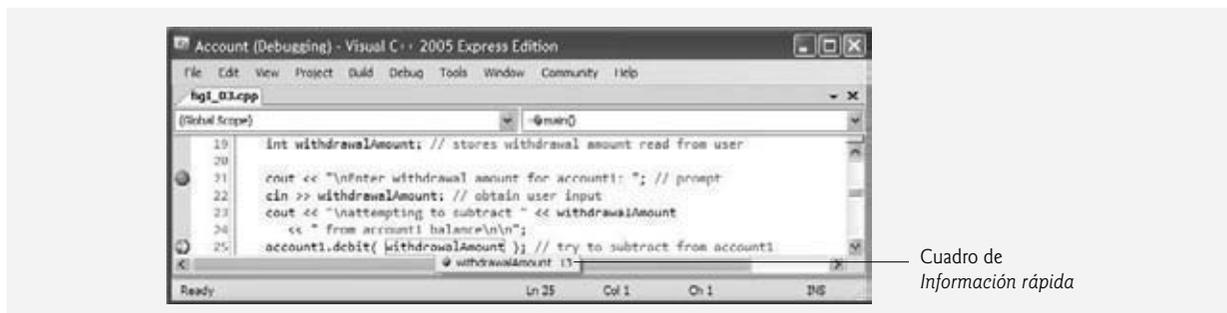 Account (Debugging) - Visual C++ 2005 Express Edition
File Edit View Project Build Debug Tools Window Community Help
fig1_03.cpp
(Global Scope) main()
19 int withdrawalAmount; // stores withdrawal amount read from user
20
21 cout << "\nEnter withdrawal amount for account1: "; // prompt
22 cin >> withdrawalAmount; // obtain user input
23 cout << "\nattempting to subtract " << withdrawalAmount
24 << " from account1 balance\n\n";
25 account1.debit( withdrawalAmount ); // try to subtract from account1
withdrawalAmount 13
Cuadro de
Información rápida
Ready Ln 25 Col 1 Ch 1 INS